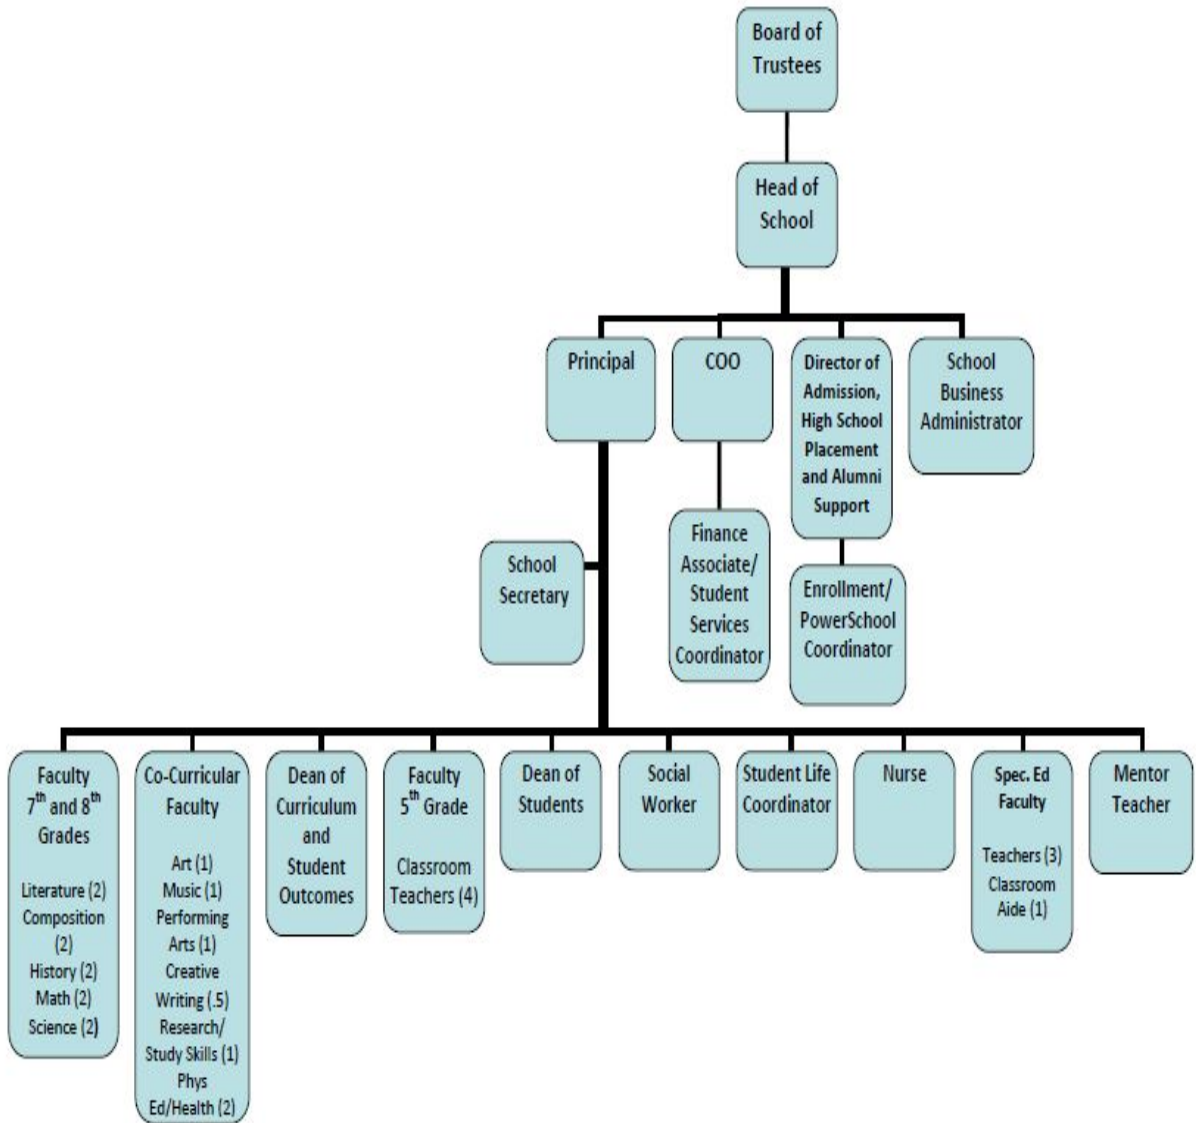 Board of
Trustees
Head of
School
Principal
COO
Director of
Admission,
High School
Placement
and Alumni
Support
School
Business
Administrator
School
Secretary
Finance
Associate/
Student
Services
Coordinator
Enrollment/
PowerSchool
Coordinator
Faculty
7th and 8th
Grades
Literature (2)
Composition
(2)
History (2)
Math (2)
Science (2)
Co-Curricular
Faculty
Art (1)
Music (1)
Performing
Arts (1)
Creative
Writing (.5)
Research/
Study Skills (1)
Phys
Ed/Health (2)
Dean of
Curriculum
and
Student
Outcomes
Faculty
5th Grade
Classroom
Teachers (4)
Dean of
Students
Social
Worker
Student Life
Coordinator
Nurse
Spec. Ed
Faculty
Teachers (3)
Classroom
Aide (1)
Mentor
Teacher